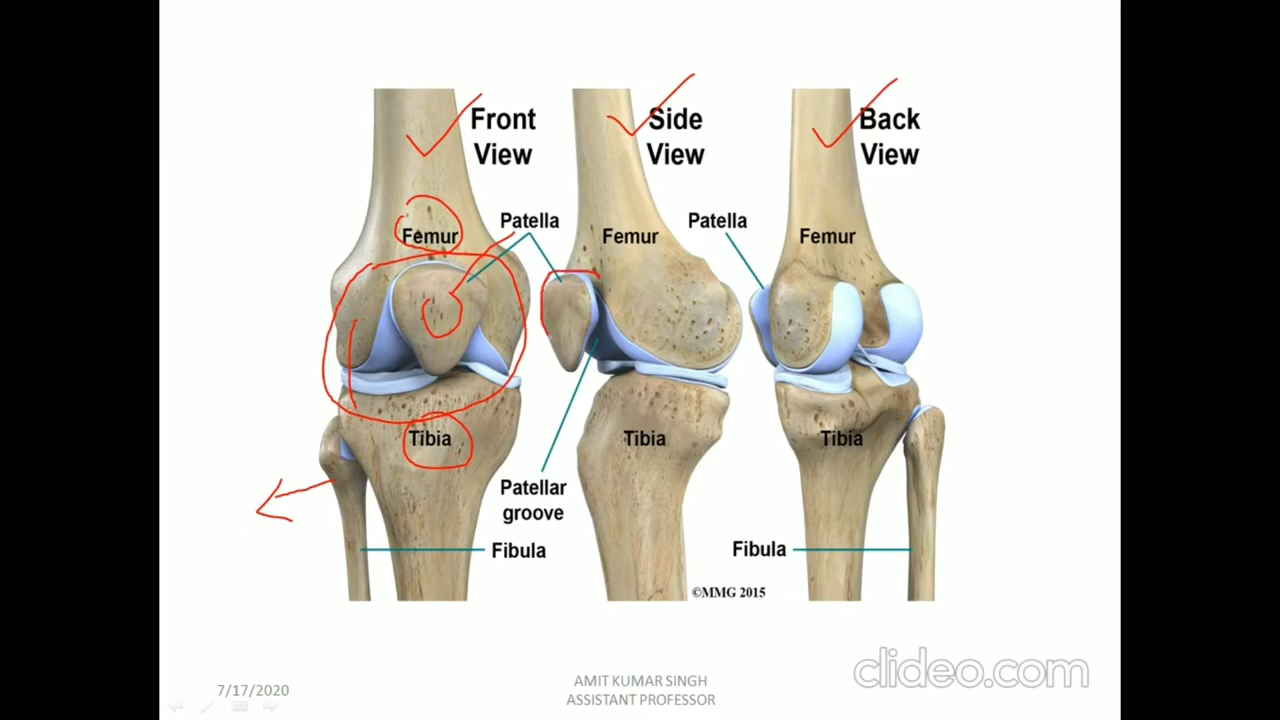 Front
View
Side
View
Back
View
Patella
Patella
Femur
Femur
Femur
Tibia
Tibia
Tibia
Patellar
groove
Fibula
Fibula
©MMG 2015
clideo.com
7/17/2020
AMIT KUMAR SINGH
ASSISTANT PROFESSOR